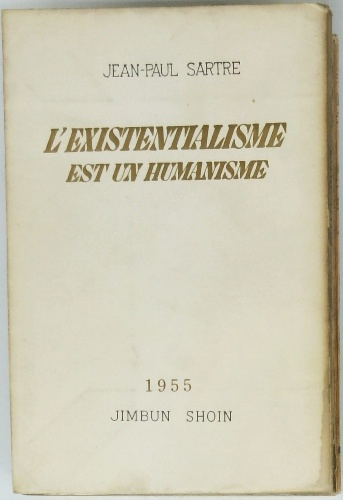 JEAN-PAUL SARTRE
L'EXISTENTIALISME
EST UN HUMANISME
1955
JIMBUN SHOIN